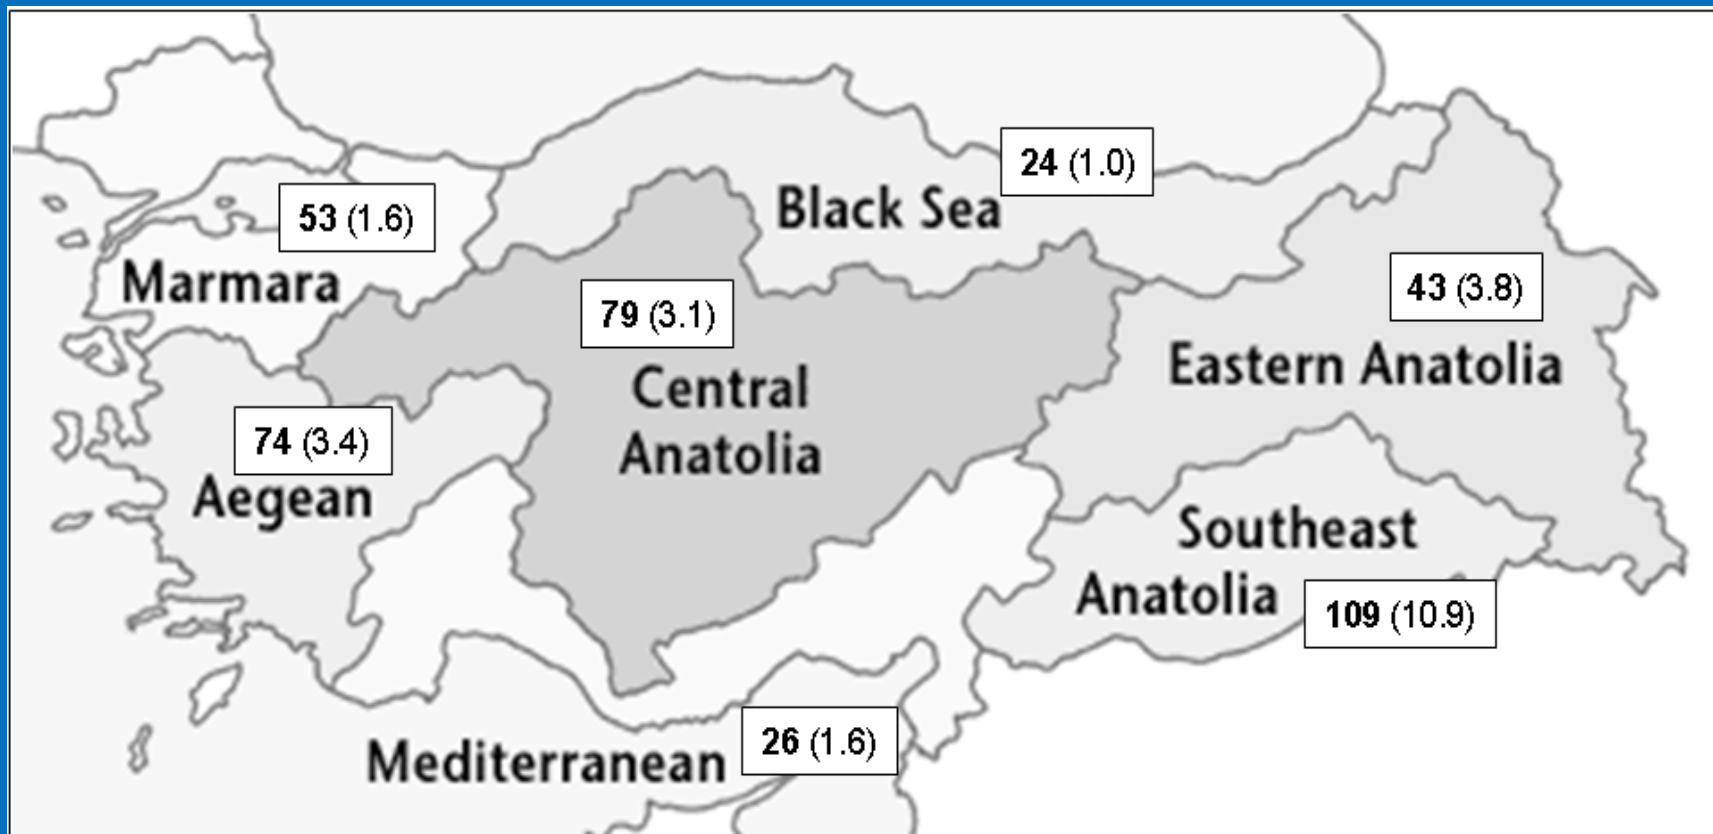 24 (1.0)
Black Sea
53 (1.6)
Marmara
79 (3.1)
Central
Anatolia
43 (3.8)
Eastern Anatolia
74 (3.4)
Aegean
Southeast
Anatolia
109 (10.9)
Mediterranean
26 (1.6)